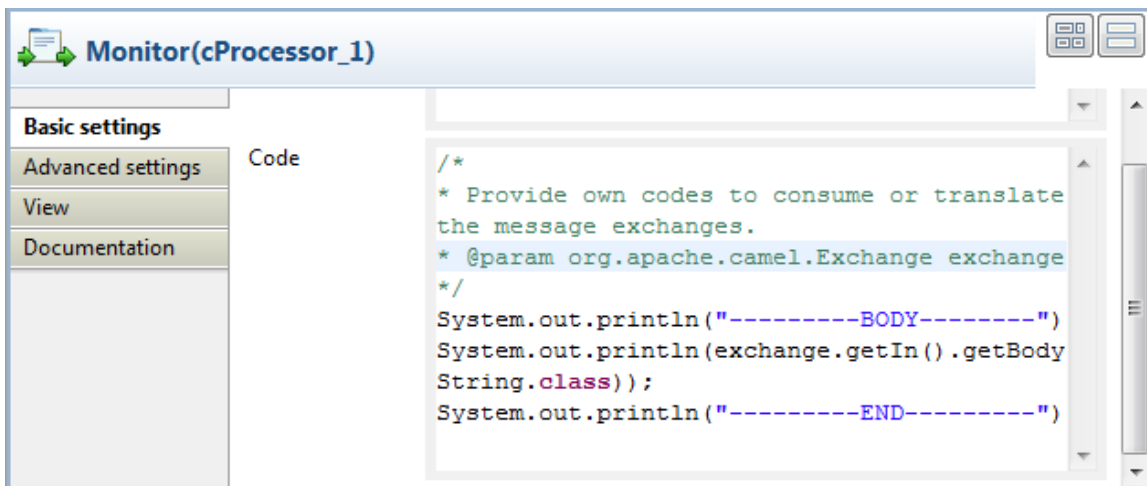 Monitor(cProcessor_1)
Basic settings
Advanced settings
View
Documentation
Code
/*
* Provide own codes to consume or translate
the message exchanges.
* @param org.apache.camel.Exchange exchange
*/
System.out.println("---------BODY--------")
System.out.println(exchange.getIn().getBody
String.class));
System.out.println("---------END---------")